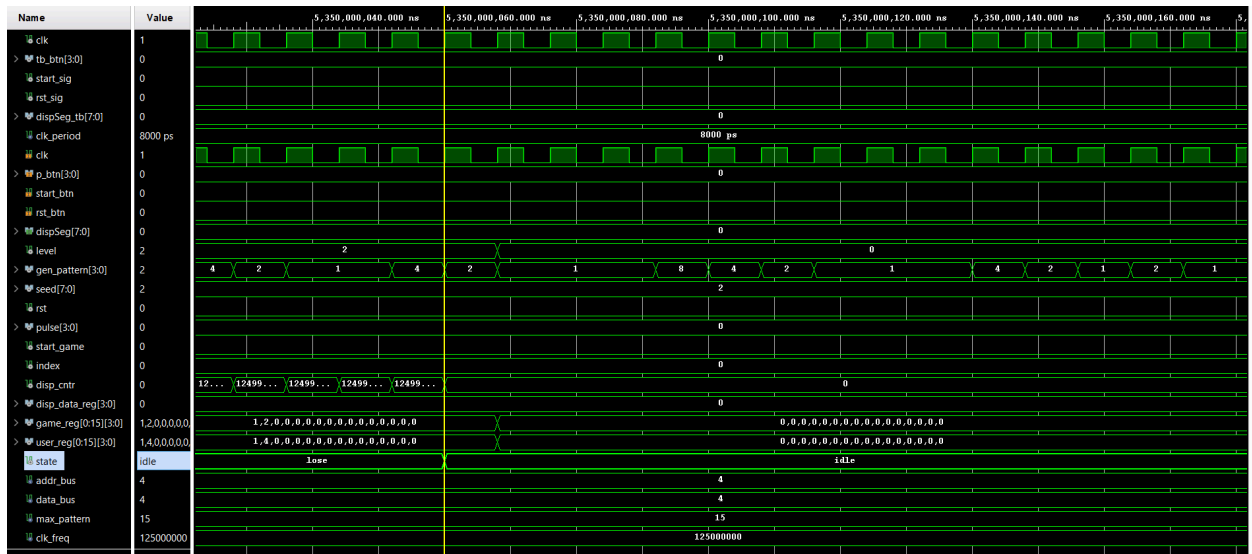 Name Value 5,350,000,040.000 ns 5,350,000,060.000 ns 5,350,000,080.000 ns 5,350,000,100.000 ns 5,350,000,120.000 ns 5,350,000,140.000 ns 5,350,000,160.000 ns 5,
clk 1
> tb_btn[3:0] 0 0
start_sig 0
rst_sig 0
> dispSeg_tb[7:0] 0 0
clk_period 8000 ps 8000 ps
clk 1
> p_btn[3:0] 0 0
start_btn 0
rst_btn 0
> dispSeg[7:0] 0 0
level 2 2 0
> gen_pattern[3:0] 2 4 2 1 4 2 1 8 4 2 1 4 2 1 2 1
> seed[7:0] 2 2
rst 0
> pulse[3:0] 0 0
start_game 0
index 0 0
disp_cntr 0 12... 12499... 12499... 12499... 12499... 0
> disp_data_reg[3:0] 0 0
> game_reg[0:15][3:0] 1,2,0,0,0,0, 1,2,0,0,0,0,0,0,0,0,0,0,0,0,0,0 0,0,0,0,0,0,0,0,0,0,0,0,0,0,0,0
> user_reg[0:15][3:0] 1,4,0,0,0,0, 1,4,0,0,0,0,0,0,0,0,0,0,0,0,0,0 0,0,0,0,0,0,0,0,0,0,0,0,0,0,0,0
state idle lose idle
addr_bus 4 4
data_bus 4 4
max_pattern 15 15
clk_freq 125000000 125000000